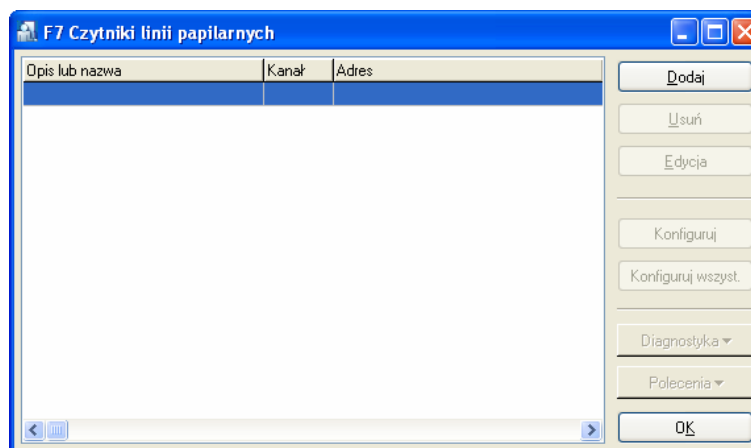 F7 Czytniki linii papilarnych
Opis lub nazwa Kanał Adres
Dodaj
Usuń
Edycja
Konfiguruj
Konfiguruj wszyst.
Diagnostyka
Polecenia
OK